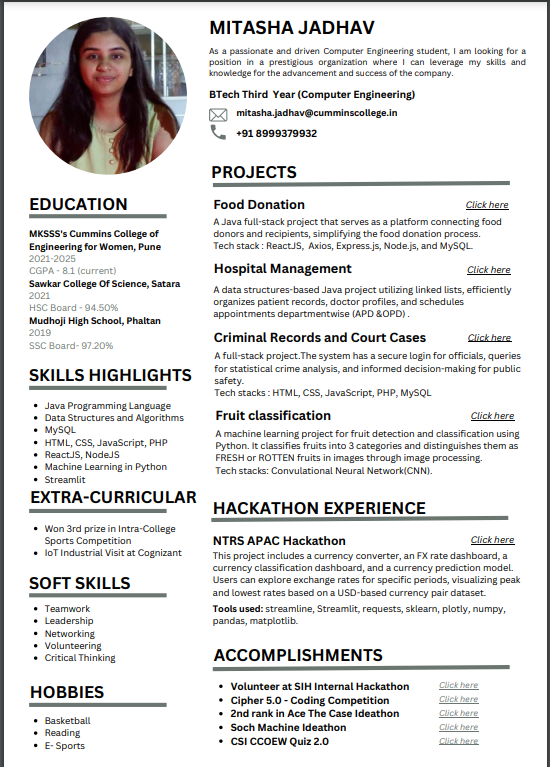 MITASHA JADHAV
As a passionate and driven Computer Engineering student, I am looking for a
position in a prestigious organization where I can leverage my skills and
knowledge for the advancement and success of the company.
BTech Third Year (Computer Engineering)
mitasha.jadhav@cumminscollege.in
+91 8999379932
EDUCATION
MKSSS's Cummins College of
Engineering for Women, Pune
2021-2025
CGPA - 8.1 (current)
Sawkar College Of Science, Satara
2021
HSC Board - 94.50%
Mudhoji High School, Phaltan
2019
SSC Board- 97.20%
SKILLS HIGHLIGHTS
Java Programming Language
Data Structures and Algorithms
MySQL
HTML, CSS, JavaScript, PHP
ReactJS, NodeJS
Machine Learning in Python
Streamlit
EXTRA-CURRICULAR
Won 3rd prize in Intra-College
Sports Competition
IoT Industrial Visit at Cognizant
SOFT SKILLS
Teamwork
Leadership
Networking
Volunteering
Critical Thinking
HOBBIES
Basketball
Reading
E- Sports
PROJECTS
Food Donation Click here
A Java full-stack project that serves as a platform connecting food
donors and recipients, simplifying the food donation process.
Tech stack : ReactJS, Axios, Express.js, Node.js, and MySQL.
Hospital Management Click here
A data structures-based Java project utilizing linked lists, efficiently
organizes patient records, doctor profiles, and schedules
appointments departmentwise (APD &OPD) .
Criminal Records and Court Cases Click here
A full-stack project.The system has a secure login for officials, queries
for statistical crime analysis, and informed decision-making for public
safety.
Tech stacks : HTML, CSS, JavaScript, PHP, MySQL
Fruit classification Click here
A machine learning project for fruit detection and classification using
Python. It classifies fruits into 3 categories and distinguishes them as
FRESH or ROTTEN fruits in images through image processing.
Tech stacks: Convulational Neural Network(CNN).
HACKATHON EXPERIENCE
NTRS APAC Hackathon Click here
This project includes a currency converter, an FX rate dashboard, a
currency classification dashboard, and a currency prediction model.
Users can explore exchange rates for specific periods, visualizing peak
and lowest rates based on a USD-based currency pair dataset.
Tools used: streamline, Streamlit, requests, sklearn, plotly, numpy,
pandas, matplotlib.
ACCOMPLISHMENTS
Volunteer at SIH Internal Hackathon Click here
Cipher 5.0 - Coding Competition Click here
2nd rank in Ace The Case Ideathon Click here
Soch Machine Ideathon Click here
CSI CCOEW Quiz 2.0 Click here